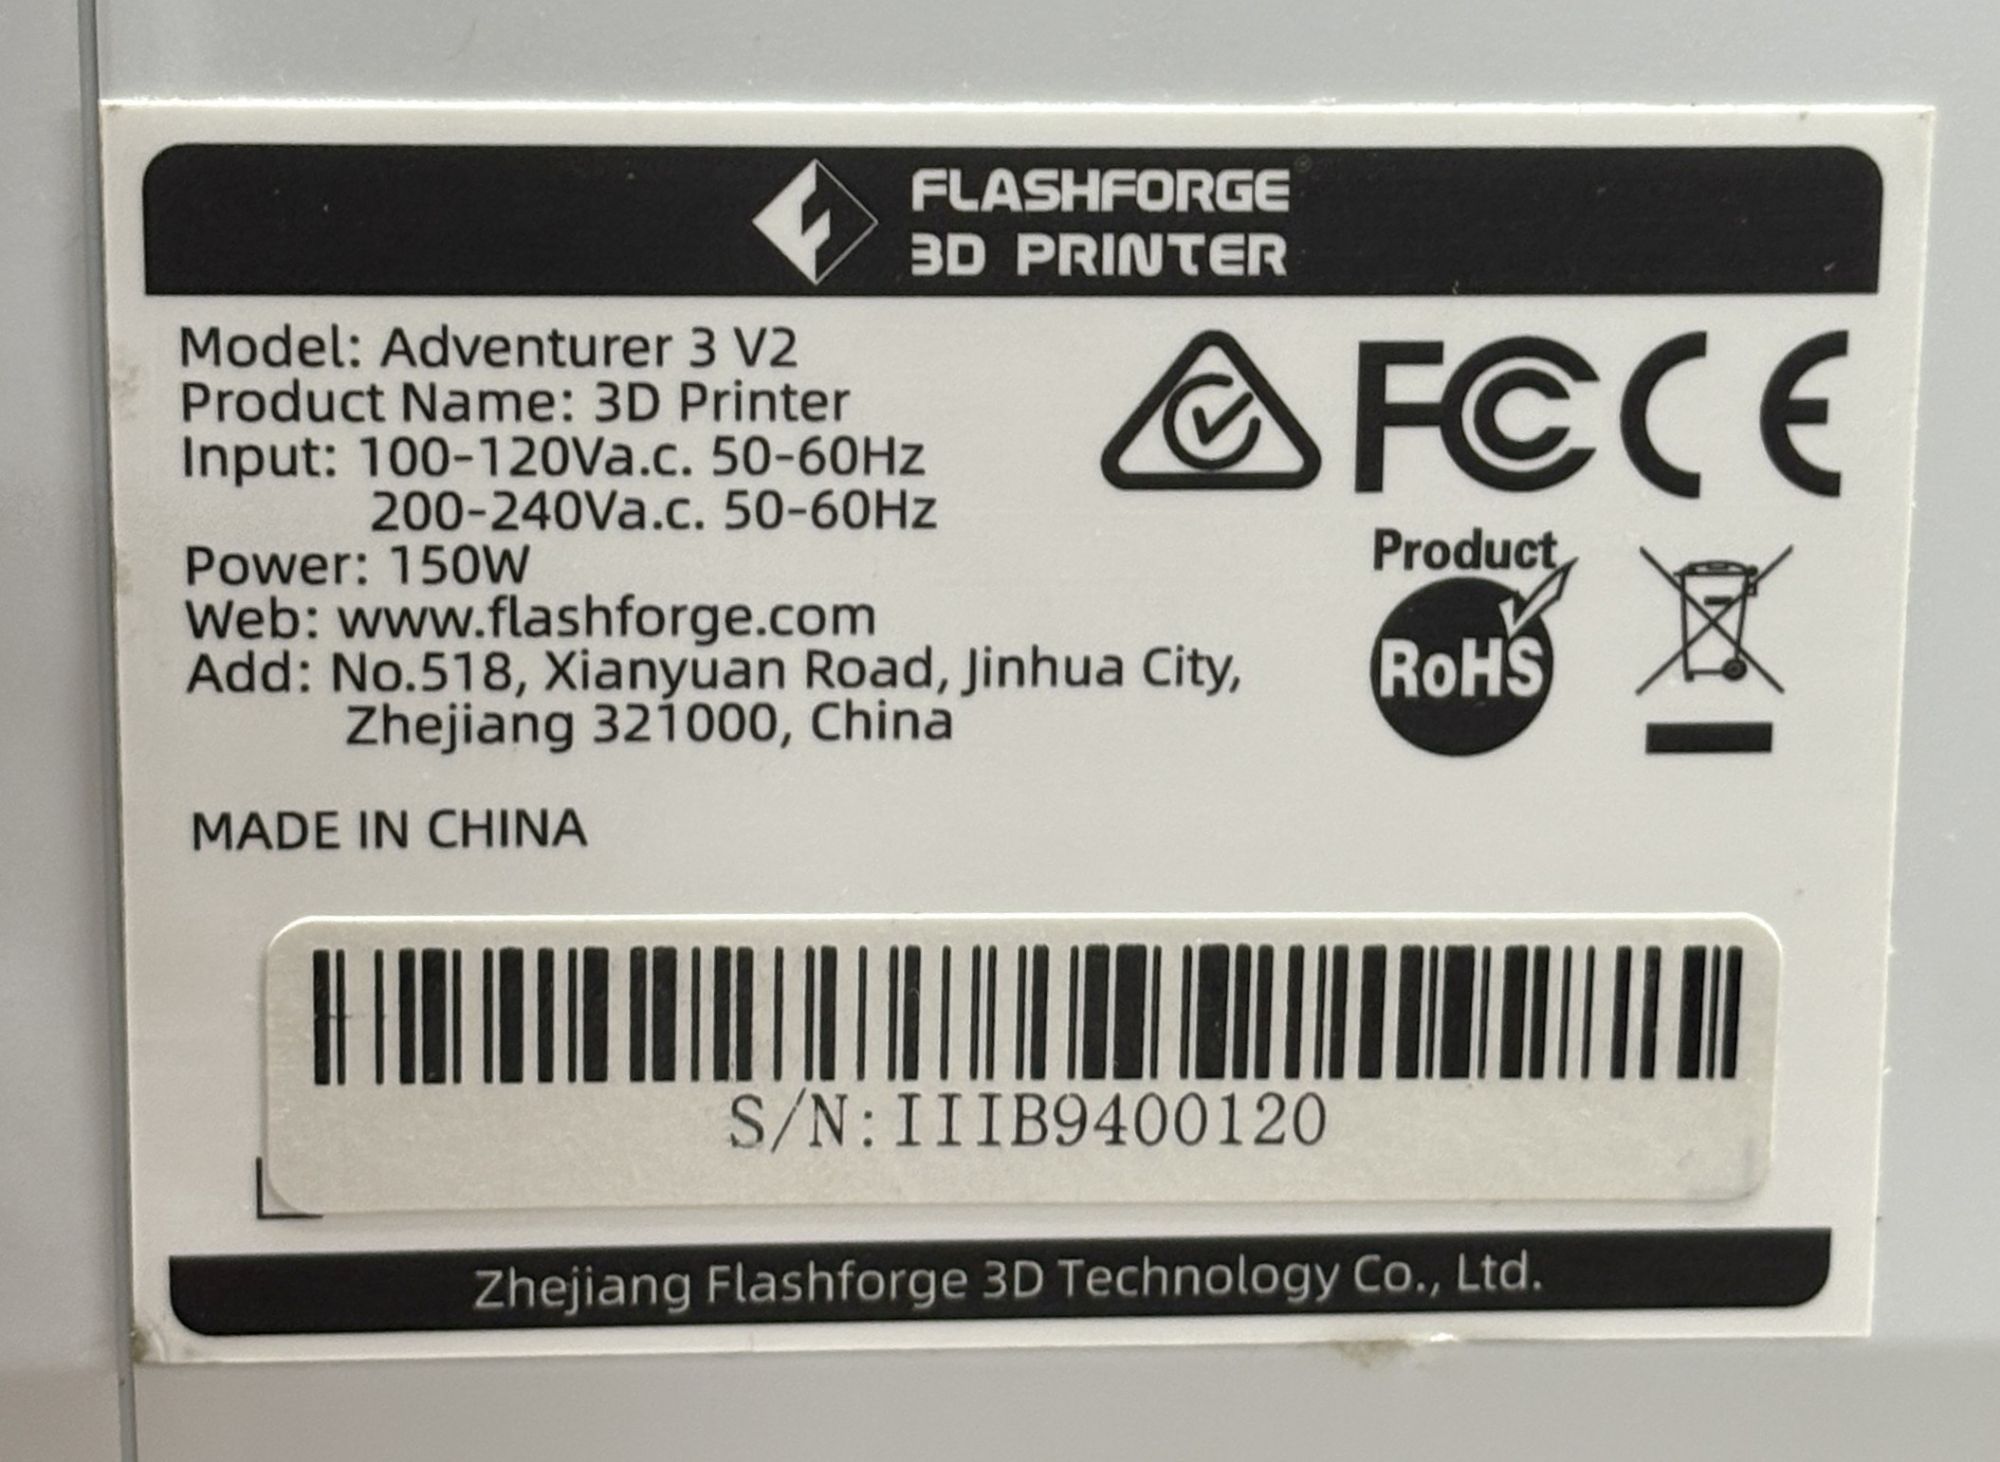 FLASHFORGE
3D PRINTER
Model: Adventurer 3 V2
Product Name: 3D Printer
Input: 100-120Va.c. 50-60Hz
200-240Va.c. 50-60Hz
Power: 150W
Web: www.flashforge.com
Add: No.518, Xianyuan Road, Jinhua City,
Zhejiang 321000, China
MADE IN CHINA
FC CE
Product
RoHS
S/N:IIIB9400120
Zhejiang Flashforge 3D Technology Co., Ltd.